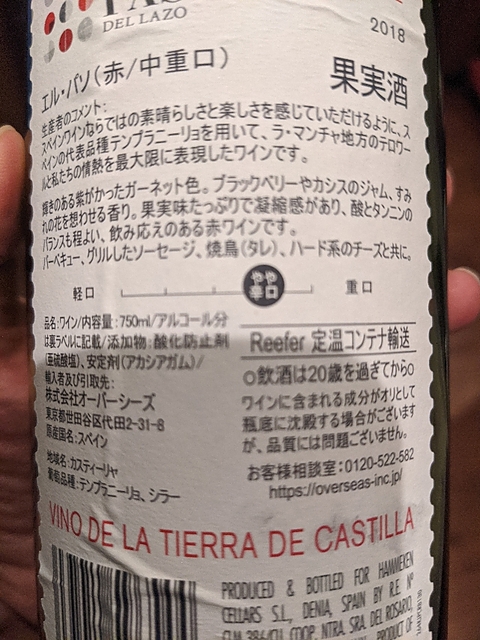 DEL LAZO
2018
エル・パソ(赤/中重口)
果実酒
生産者のコメント:
スペインワインならではの素晴らしさと楽しさを感じていただけるように、ス
ペインの代表品種テンプラニーリョを用いて、ラ・マンチャ地方のテロワー
ルと私たちの情熱を最大限に表現したワインです。
輝きのある紫がかったガーネット色。ブラックベリーやカシスのジャム、すみ
れの花を想わせる香り。果実味たっぷりで凝縮感があり、酸とタンニンの
バランスも程よい、飲み応えのある赤ワインです。
バーベキュー、グリルしたソーセージ、焼鳥(タレ)、ハード系のチーズと共に。
軽口
やや
辛口
重口
品名:ワイン/内容量:750ml/アルコール分
は裏ラベルに記載/添加物:酸化防止剤
(亜硫酸塩)、安定剤(アカシアガム)/
輸入者及び引取先:
株式会社オーバーシーズ
東京都世田谷区代田2-31-8
原産国名:スペイン
地域名:カスティーリャ
葡萄品種:テンプラニーリョ、シラー
Reefer 定温コンテナ輸送
○飲酒は20歳を過ぎてから○
ワインに含まれる成分がオリとして
瓶底に沈殿する場合がございます
が、品質には問題ございません。
お客様相談室:0120-522-582
https://overseas-inc.jp/
VINO DE LA TIERRA DE CASTILLA
PRODUCED & BOTTLED FOR HAMMEKEN
CELLARS S.L., DENIA, SPAIN BY R.E. Nº
COOP. NTRA. SRA. DEL ROSARIO,
PRODUCT OF